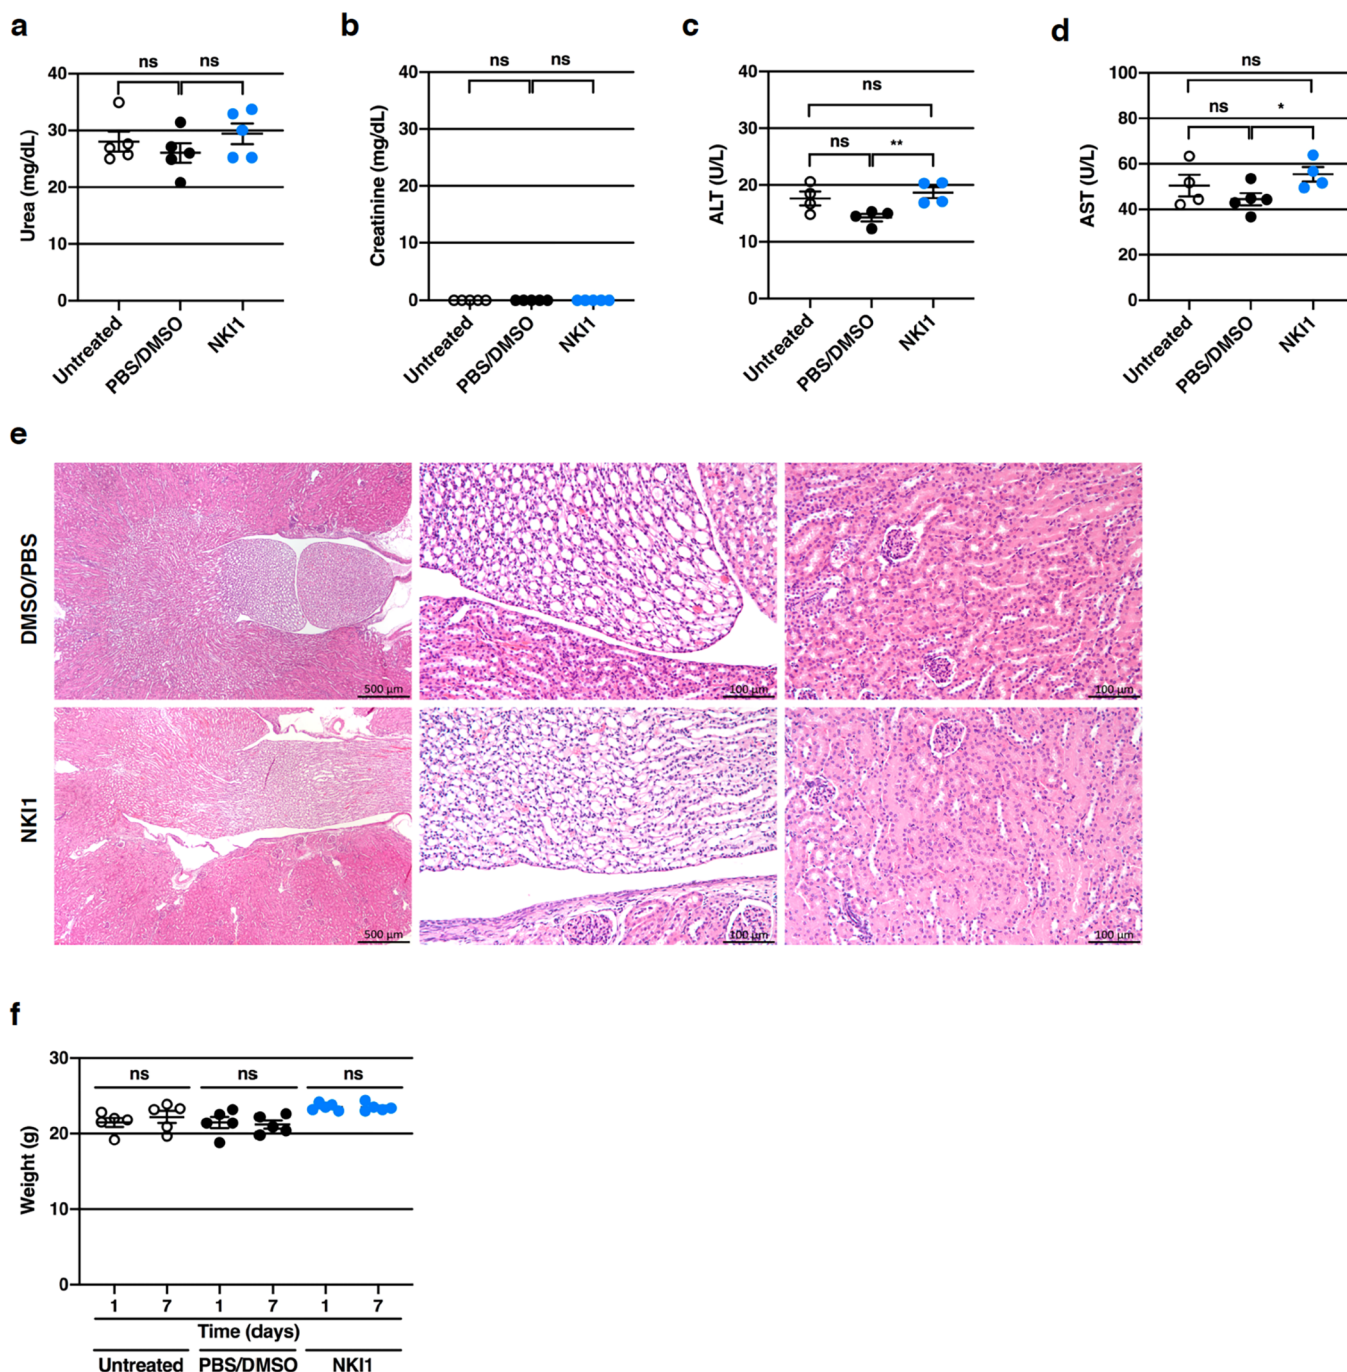 a
ns
ns
40
30
20
10
0
Urea (mg/dL)
Untreated
PBS/DMSO
NKI1
b
ns
ns
40
30
20
10
0
Creatinine (mg/dL)
Untreated
PBS/DMSO
NKI1
c
ns
ns
**
40
30
20
10
0
ALT (U/L)
Untreated
PBS/DMSO
NKI1
d
ns
ns
*
100
80
60
40
20
0
AST (U/L)
Untreated
PBS/DMSO
NKI1
e
DMSO/PBS
500 µm
100 µm
100 µm
NKI1
500 µm
100 µm
100 µm
f
30
20
10
0
Weight (g)
ns
ns
ns
1 7 1 7 1 7
Time (days)
Untreated PBS/DMSO NKI1